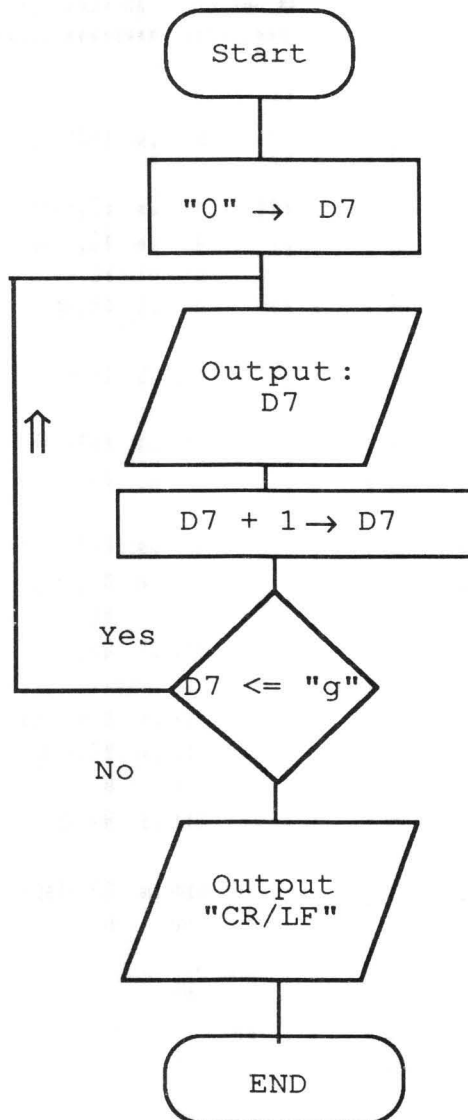 Start
"0" → D7
Output:
D7
D7 + 1 → D7
Yes
D7 <= "g"
No
Output
"CR/LF"
END